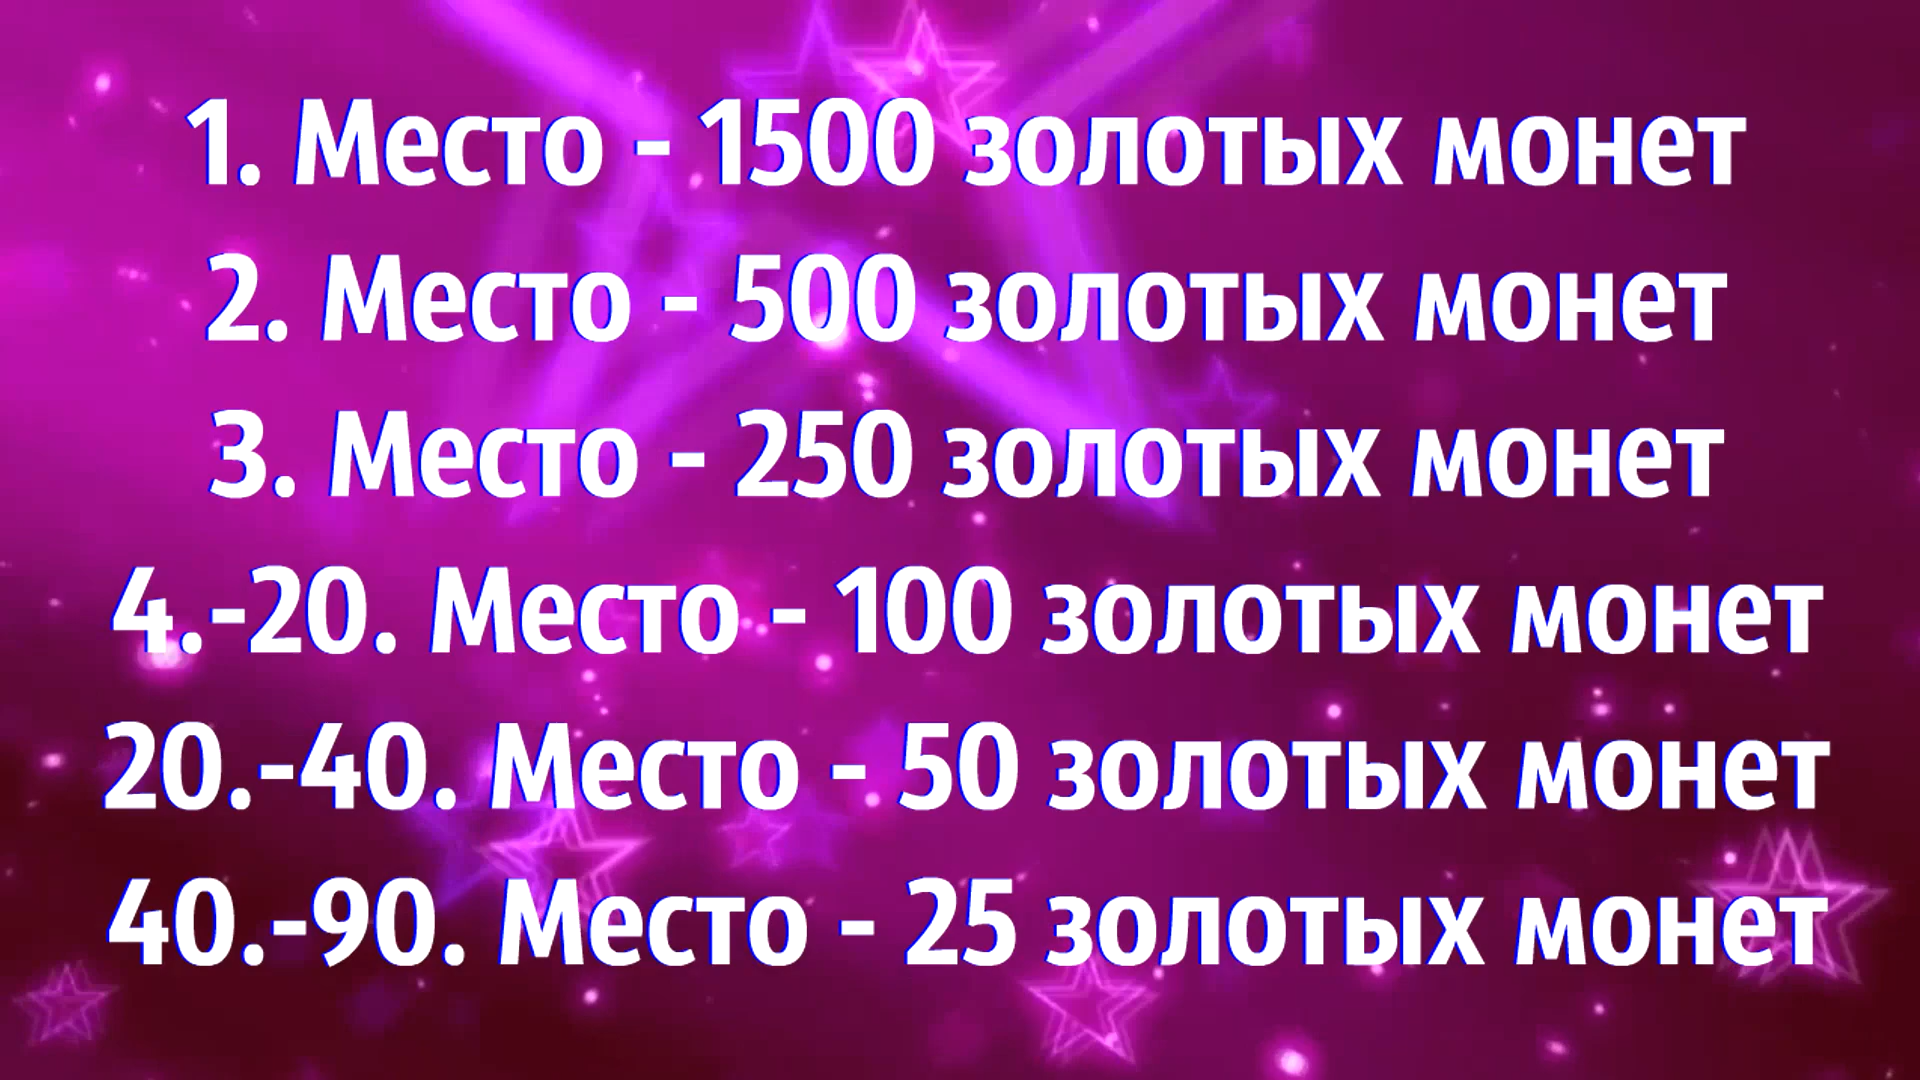 1. Место - 1500 золотых монет
2. Место - 500 золотых монет
3. Место - 250 золотых монет
4.-20. Место - 100 золотых монет
20.-40. Место - 50 золотых монет
40.-90. Место - 25 золотых монет